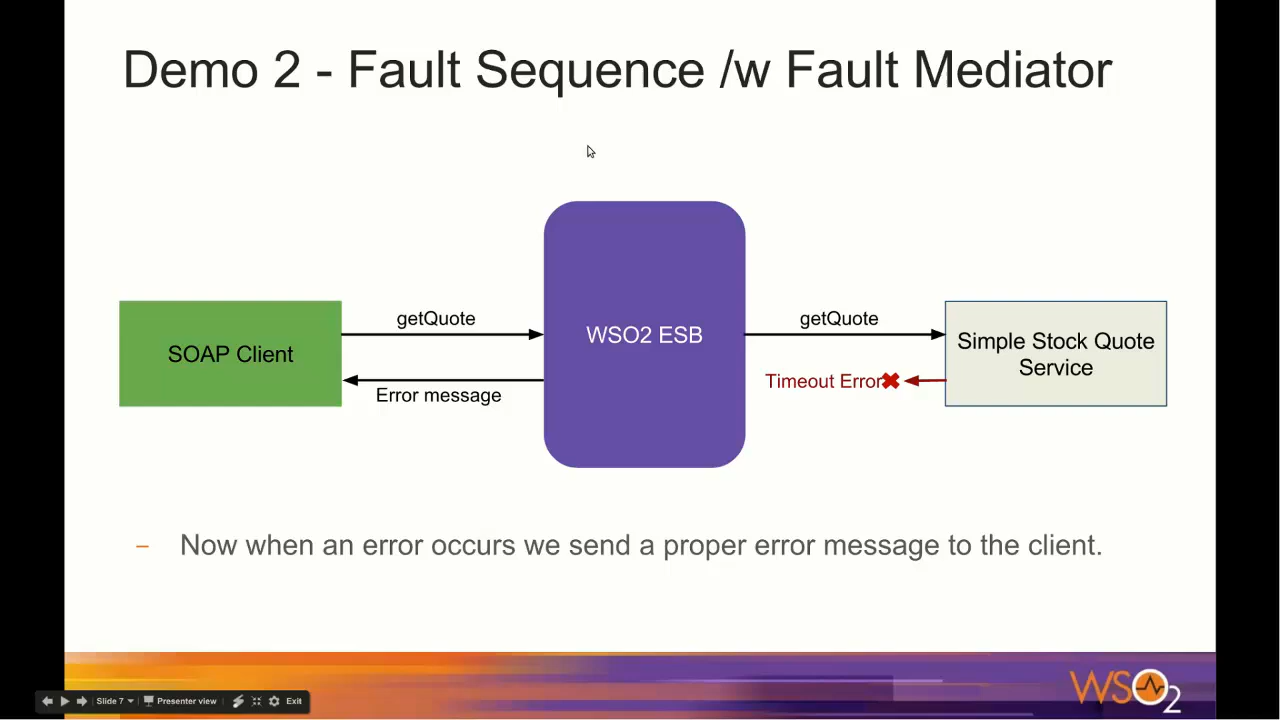 Demo 2 - Fault Sequence /w Fault Mediator
getQuote
getQuote
WSO2 ESB
SOAP Client
Simple Stock Quote
Service
Timeout Error
Error message
– Now when an error occurs we send a proper error message to the client.
WSO2
Slide 7
Presenter view
Exit